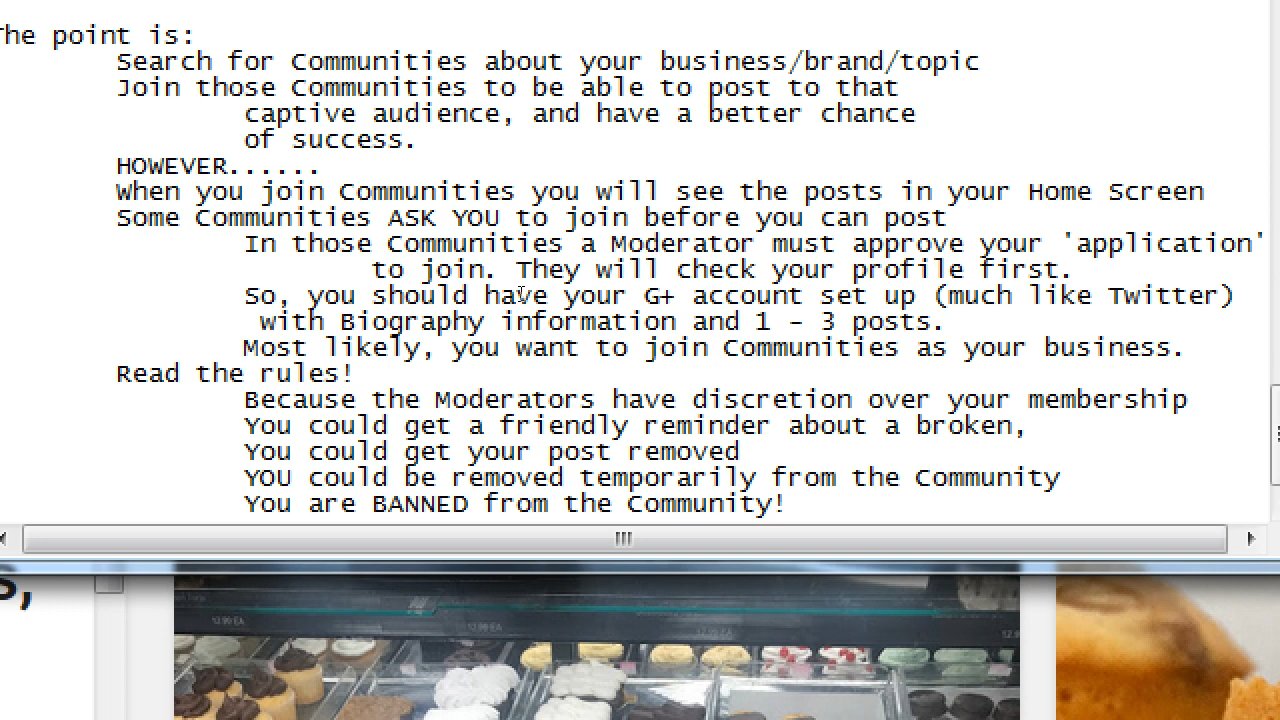 The point is:
Search for Communities about your business/brand/topic
Join those Communities to be able to post to that
captive audience, and have a better chance
of success.
HOWEVER......
When you join Communities you will see the posts in your Home Screen
Some Communities ASK YOU to join before you can post
In those Communities a Moderator must approve your 'application'
to join. They will check your profile first.
So, you should have your G+ account set up (much like Twitter)
with Biography information and 1 - 3 posts.
Most likely, you want to join Communities as your business.
Read the rules!
Because the Moderators have discretion over your membership
You could get a friendly reminder about a broken,
You could get your post removed
YOU could be removed temporarily from the Community
You are BANNED from the Community!
s,
12.99 EA
12.99 EA